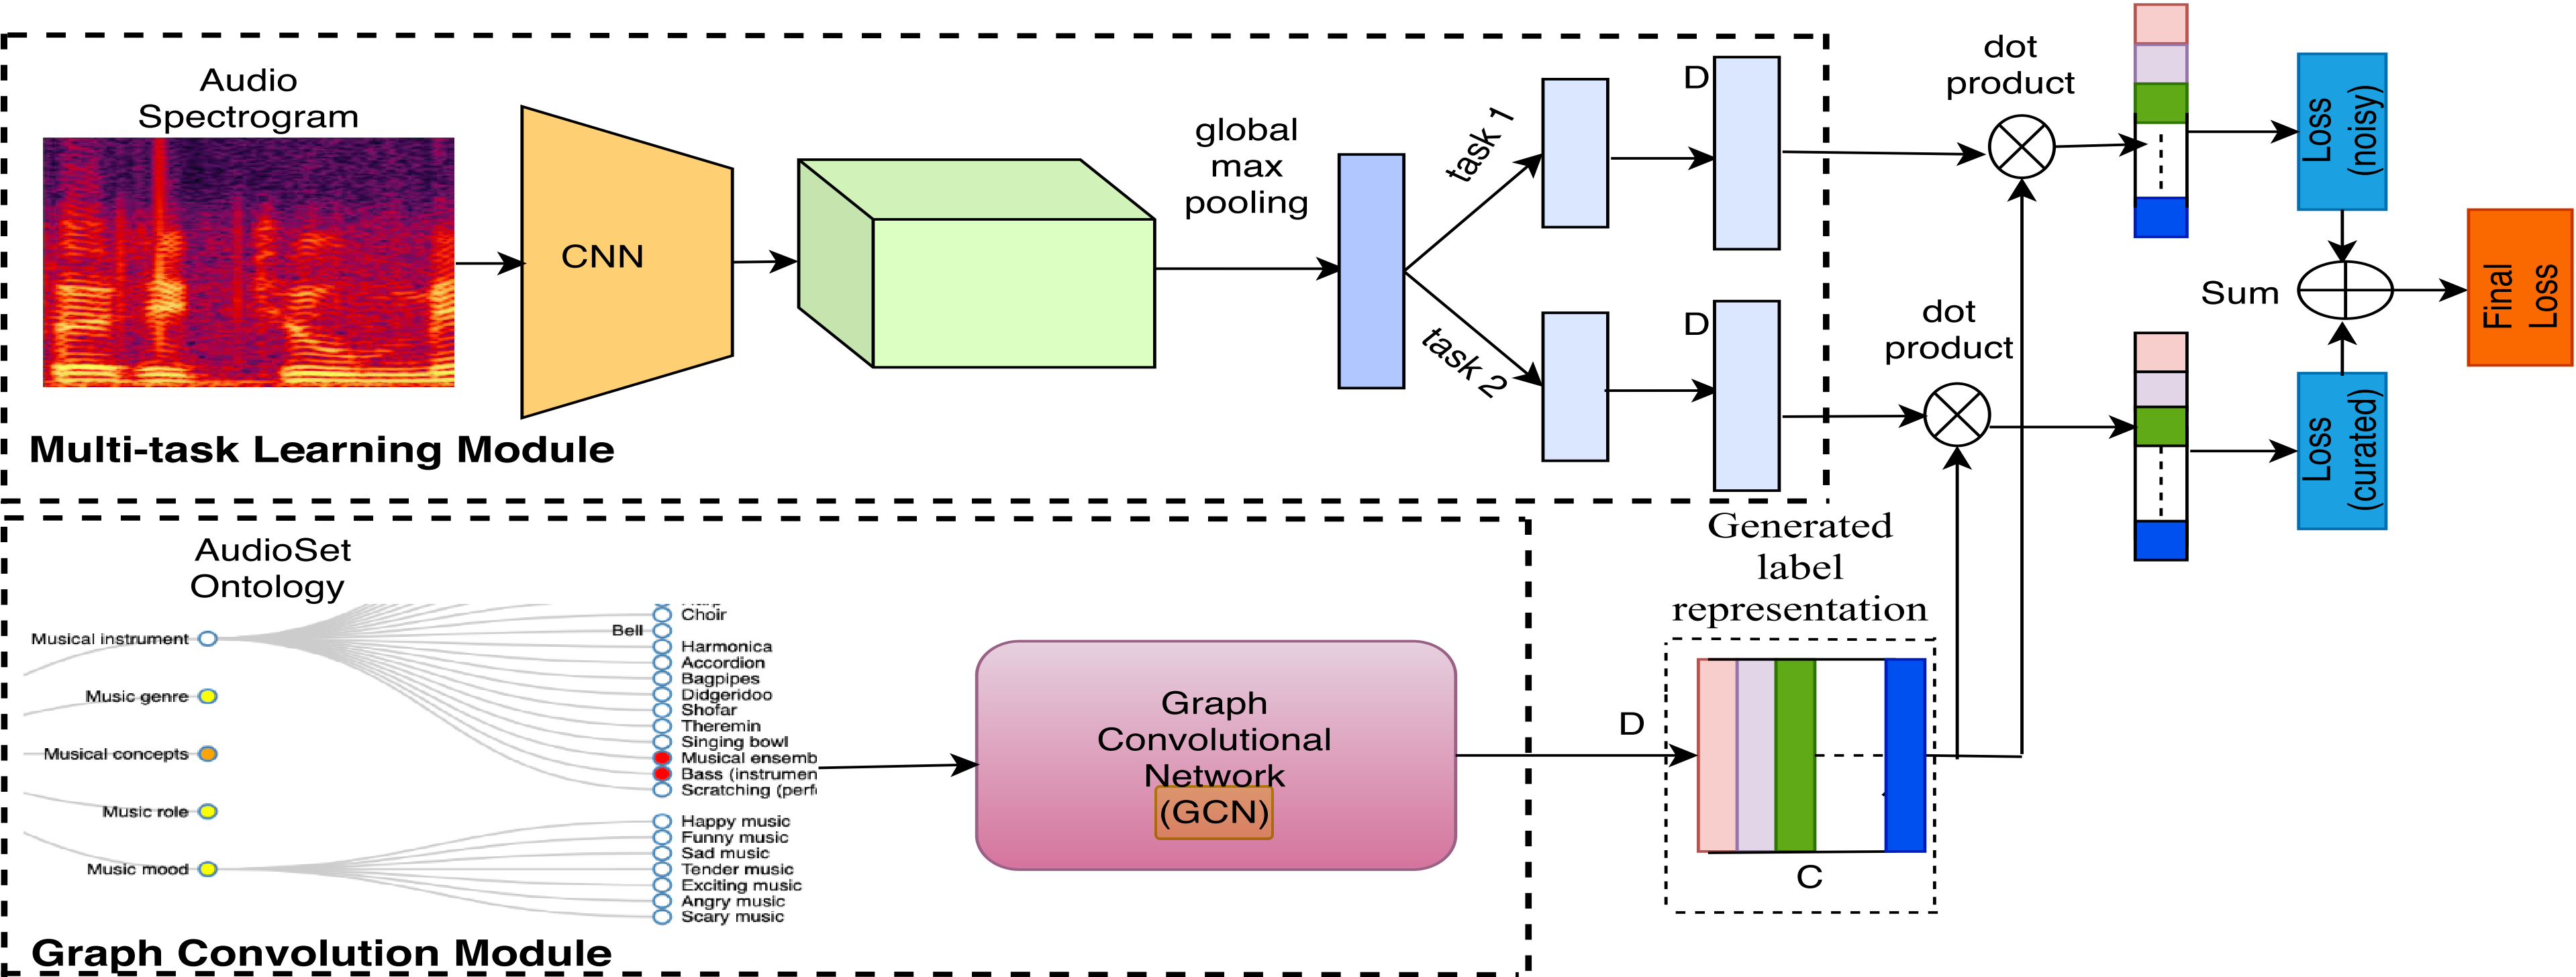 Audio
Spectrogram
CNN
global
max
pooling
task 1
task 2
D
D
dot
product
dot
product
Loss
(noisy)
Sum
Loss
(curated)
Final
Loss
Multi-task Learning Module
AudioSet
Ontology
Musical instrument
Music genre
Musical concepts
Music role
Music mood
Choir
Bell
Harmonica
Accordion
Bagpipes
Didgeridoo
Shofar
Theremin
Singing bowl
Musical ensemb
Bass (instrumen
Scratching (perf
Happy music
Funny music
Sad music
Tender music
Exciting music
Angry music
Scary music
Graph
Convolutional
Network
(GCN)
Generated
label
representation
D
C
Graph Convolution Module